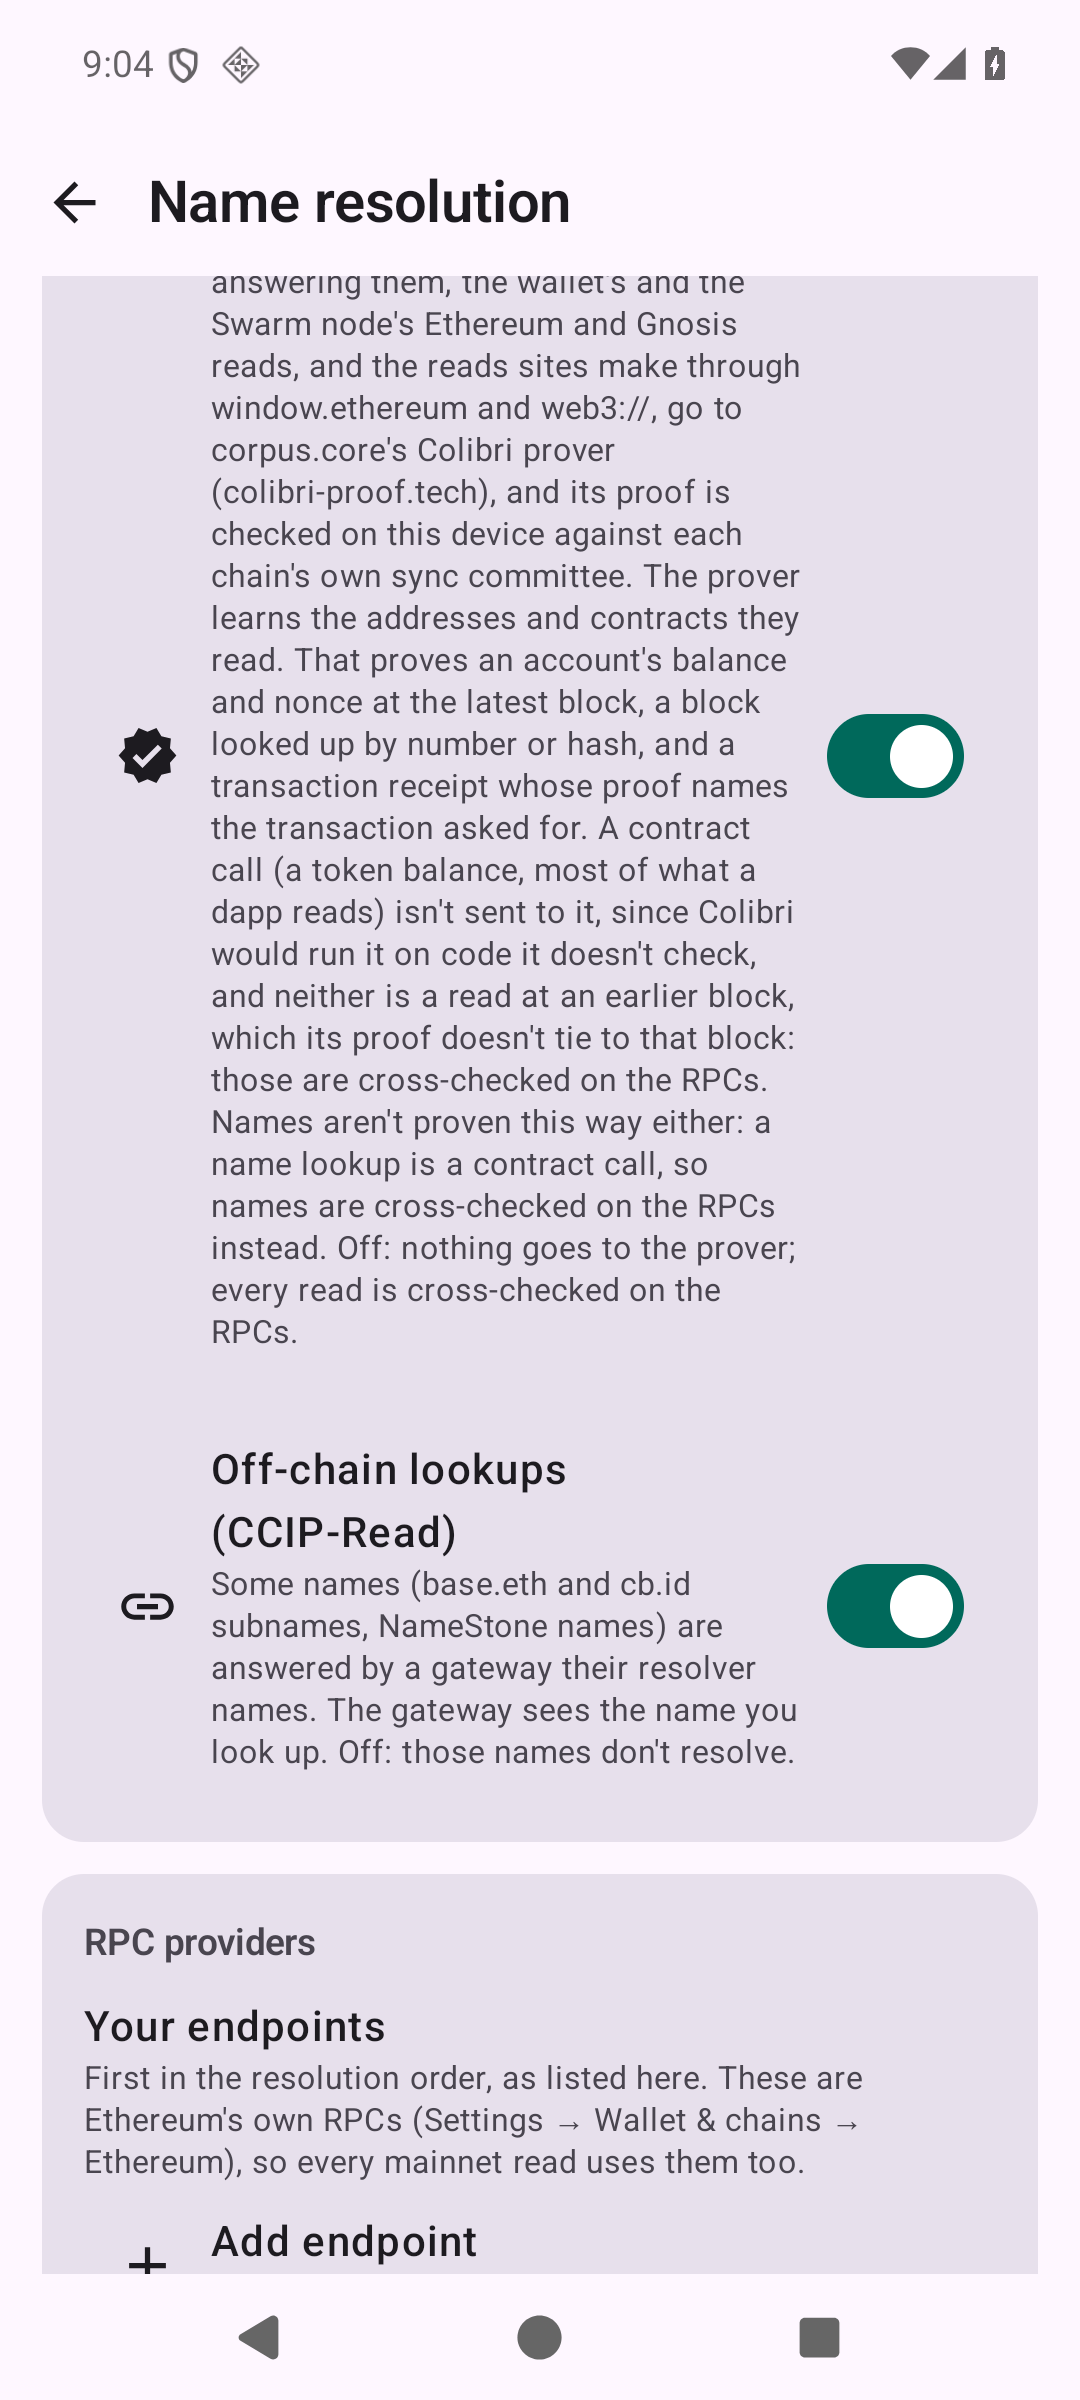 9:04
Name resolution
answering them, the wallet's and the
Swarm node's Ethereum and Gnosis
reads, and the reads sites make through
window.ethereum and web3://, go to
corpus.core's Colibri prover
(colibri-proof.tech), and its proof is
checked on this device against each
chain's own sync committee. The prover
learns the addresses and contracts they
read. That proves an account's balance
and nonce at the latest block, a block
looked up by number or hash, and a
transaction receipt whose proof names
the transaction asked for. A contract
call (a token balance, most of what a
dapp reads) isn't sent to it, since Colibri
would run it on code it doesn't check,
and neither is a read at an earlier block,
which its proof doesn't tie to that block:
those are cross-checked on the RPCs.
Names aren't proven this way either: a
name lookup is a contract call, so
names are cross-checked on the RPCs
instead. Off: nothing goes to the prover;
every read is cross-checked on the
RPCs.
Off-chain lookups
(CCIP-Read)
Some names (base.eth and cb.id
subnames, NameStone names) are
answered by a gateway their resolver
names. The gateway sees the name you
look up. Off: those names don't resolve.
RPC providers
Your endpoints
First in the resolution order, as listed here. These are
Ethereum's own RPCs (Settings → Wallet & chains →
Ethereum), so every mainnet read uses them too.
Add endpoint